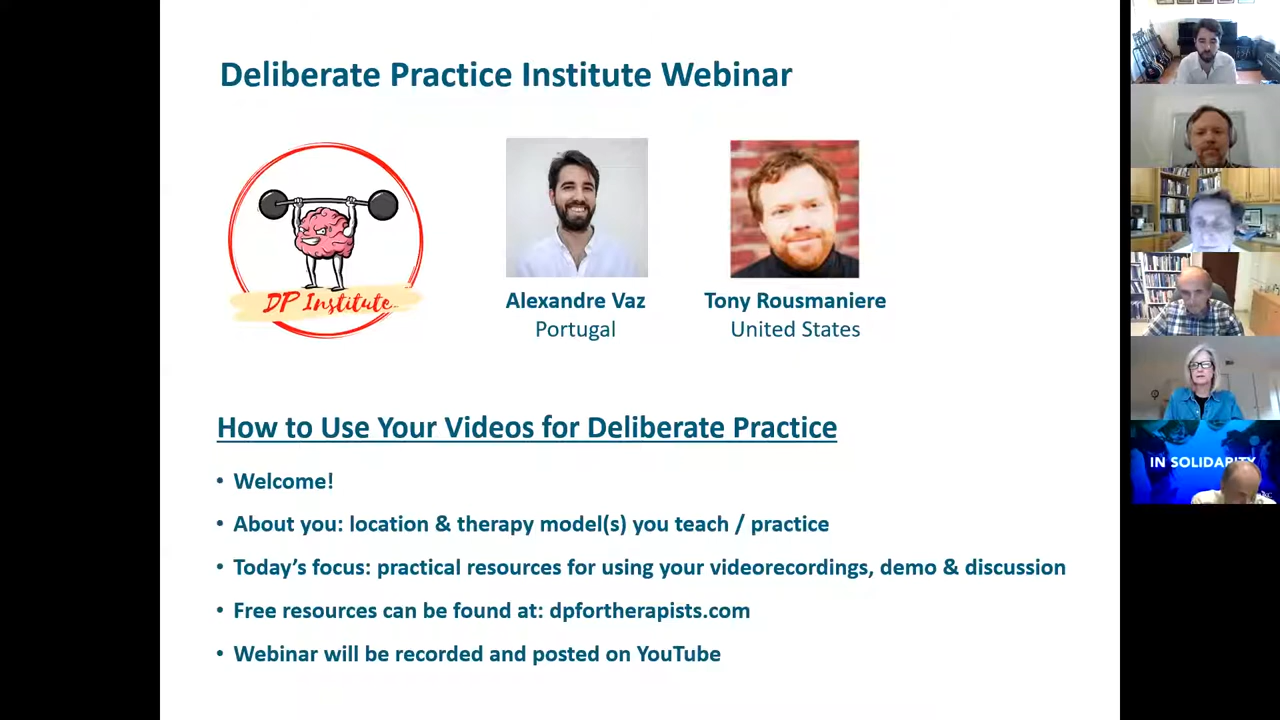 Deliberate Practice Institute Webinar
DP Institute
Alexandre Vaz
Portugal
Tony Rousmaniere
United States
How to Use Your Videos for Deliberate Practice
• Welcome!
• About you: location & therapy model(s) you teach / practice
• Today's focus: practical resources for using your videorecordings, demo & discussion
• Free resources can be found at: dpfortherapists.com
• Webinar will be recorded and posted on YouTube
IN SOLIDARITY